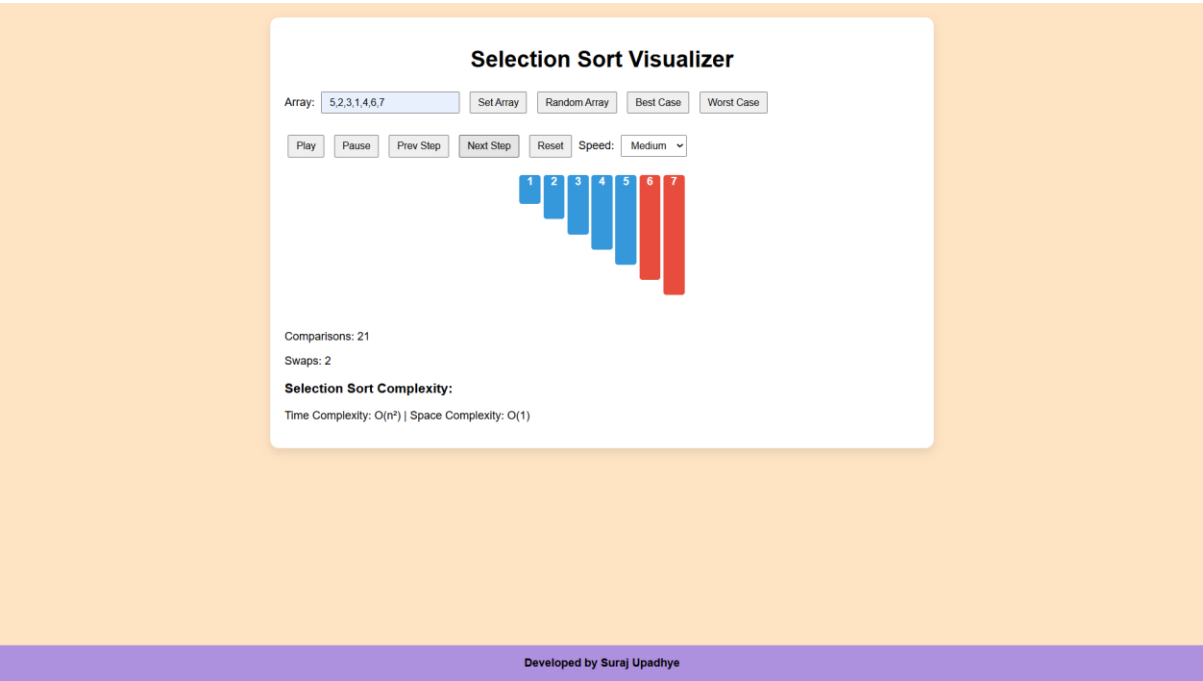 Selection Sort Visualizer
Array: 5,2,3,1,4,6,7 Set Array Random Array Best Case Worst Case
Play Pause Prev Step Next Step Reset Speed: Medium
1 2 3 4 5 6 7
Comparisons: 21
Swaps: 2
Selection Sort Complexity:
Time Complexity: O(n²) | Space Complexity: O(1)
Developed by Suraj Upadhye